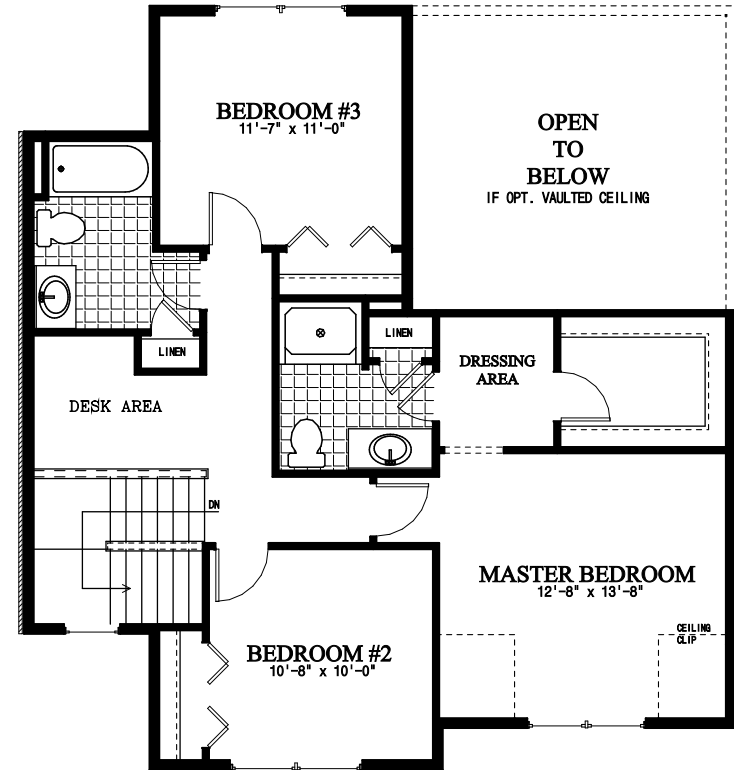 BEDROOM #3
11'-7" x 11'-0"
OPEN
TO
BELOW
IF OPT. VAULTED CEILING
LINEN
LINEN
DRESSING
AREA
DESK AREA
DN
MASTER BEDROOM
12'-8" x 13'-8"
CEILING
CLIP
BEDROOM #2
10'-8" x 10'-0"